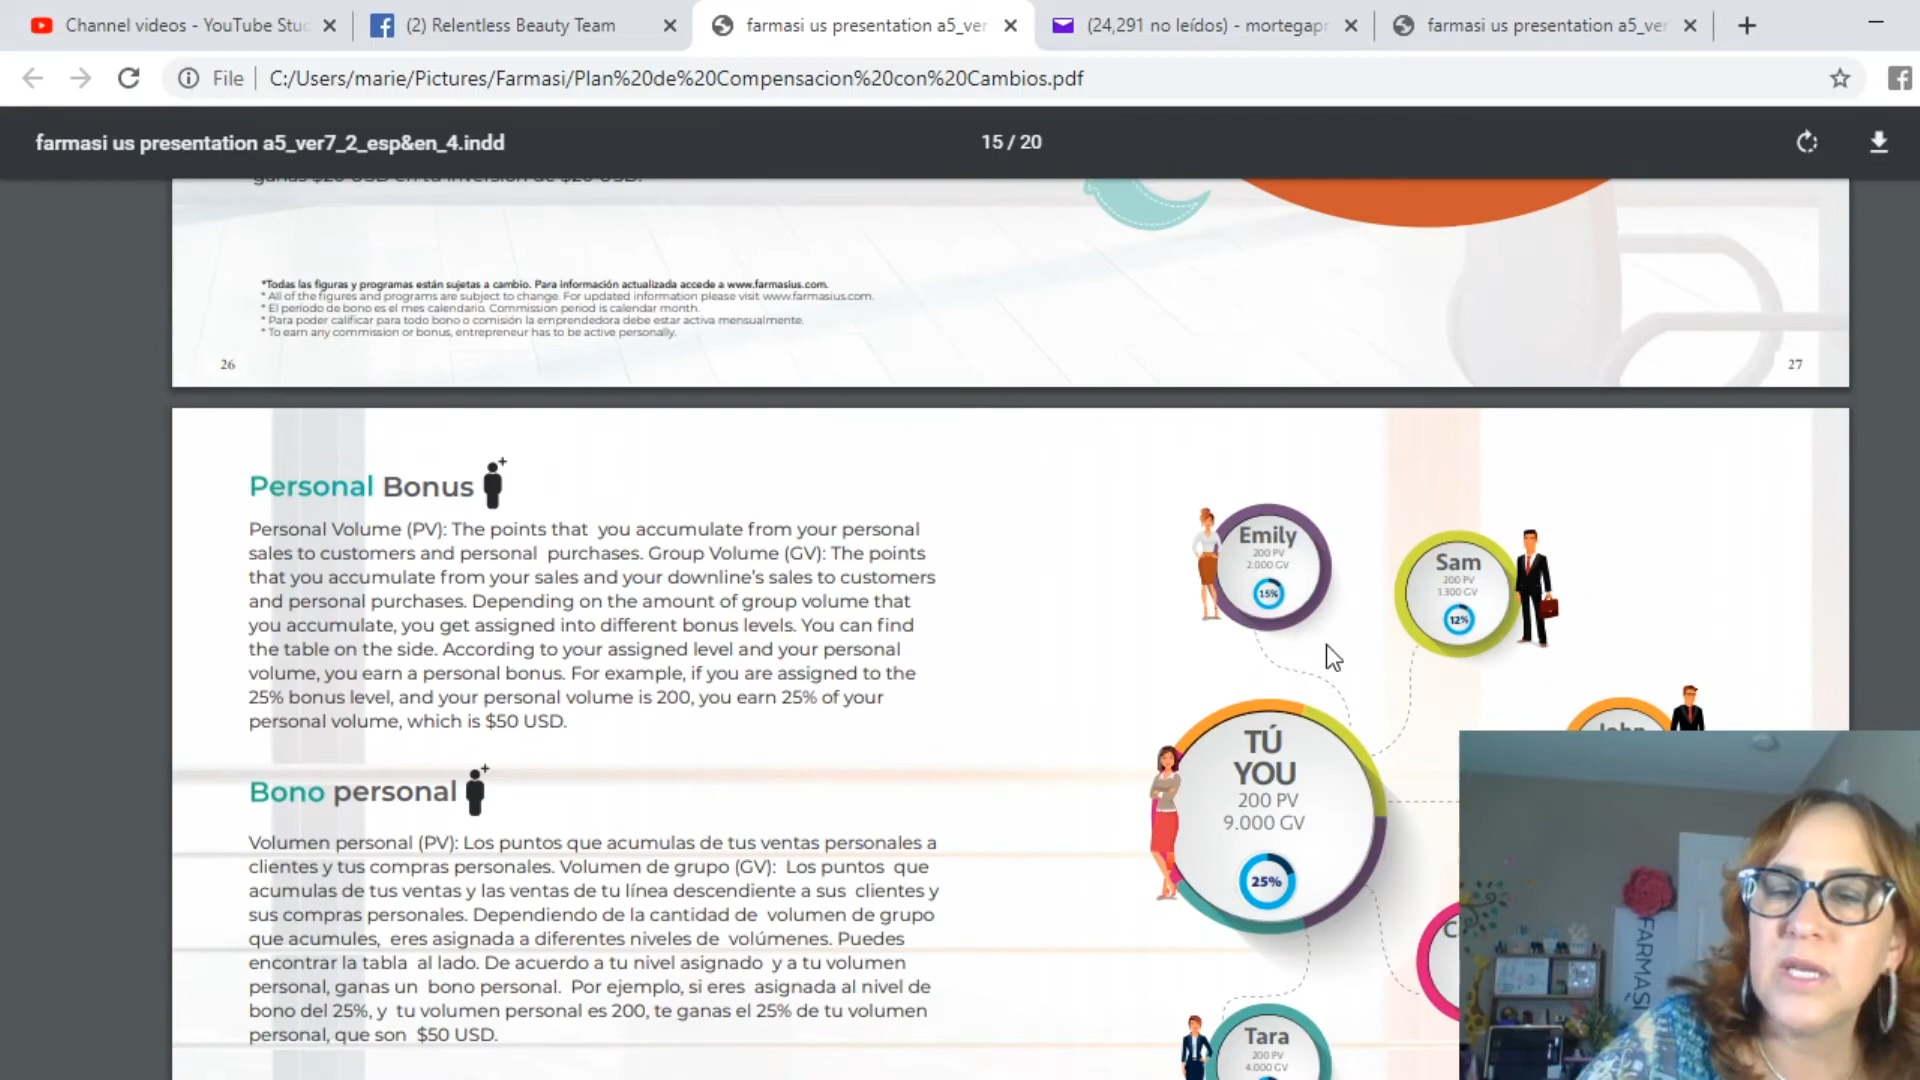 Channel videos - YouTube Stuc
(2) Relentless Beauty Team
farmasi us presentation a5_ver
(24,291 no leídos) - mortegapr
farmasi us presentation a5_ve
File
C:/Users/marie/Pictures/Farmasi/Plan%20de%20Compensacion%20con%20Cambios.pdf
farmasi us presentation a5_ver7_2_esp&en_4.indd
15 / 20
ganas $20 USD en tu inversión de $20 USD.
*Todas las figuras y programas están sujetas a cambio. Para información actualizada accede a www.farmasius.com.
* All of the figures and programs are subject to change. For updated information please visit www.farmasius.com.
* El período de bono es el mes calendario. Commission period is calendar month.
* Para poder calificar para todo bono o comisión la emprendedora debe estar activa mensualmente.
* To earn any commission or bonus, entrepreneur has to be active personally.
26
27
Personal Bonus
Personal Volume (PV): The points that you accumulate from your personal
sales to customers and personal purchases. Group Volume (GV): The points
that you accumulate from your sales and your downline's sales to customers
and personal purchases. Depending on the amount of group volume that
you accumulate, you get assigned into different bonus levels. You can find
the table on the side. According to your assigned level and your personal
volume, you earn a personal bonus. For example, if you are assigned to the
25% bonus level, and your personal volume is 200, you earn 25% of your
personal volume, which is $50 USD.
Bono personal
Volumen personal (PV): Los puntos que acumulas de tus ventas personales a
clientes y tus compras personales. Volumen de grupo (GV): Los puntos que
acumulas de tus ventas y las ventas de tu línea descendiente a sus clientes y
sus compras personales. Dependiendo de la cantidad de volumen de grupo
que acumules, eres asignada a diferentes niveles de volúmenes. Puedes
encontrar la tabla al lado. De acuerdo a tu nivel asignado y a tu volumen
personal, ganas un bono personal. Por ejemplo, si eres asignada al nivel de
bono del 25%, y tu volumen personal es 200, te ganas el 25% de tu volumen
personal, que son $50 USD.
Emily
200 PV
2.000 GV
15%
Sam
200 PV
1.300 GV
12%
John
TÚ
YOU
200 PV
9.000 GV
25%
C
Tara
200 PV
4.000 GV
FARMASI